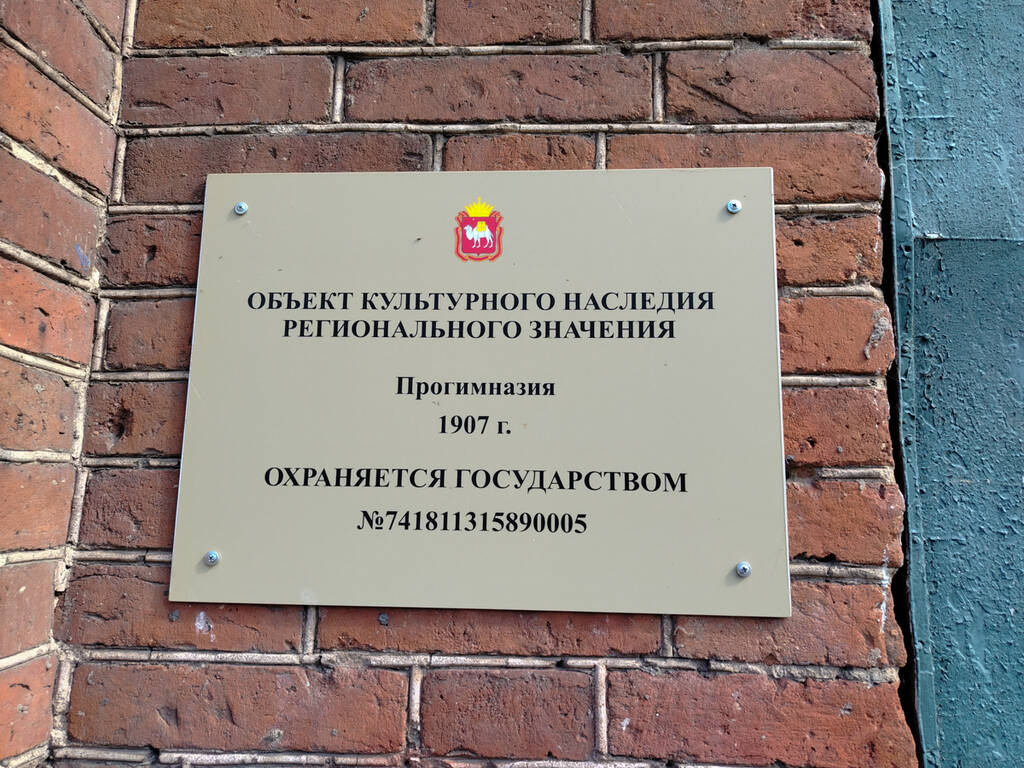 ОБЪЕКТ КУЛЬТУРНОГО НАСЛЕДИЯ
РЕГИОНАЛЬНОГО ЗНАЧЕНИЯ
Прогимназия
1907 г.
ОХРАНЯЕТСЯ ГОСУДАРСТВОМ
№741811315890005